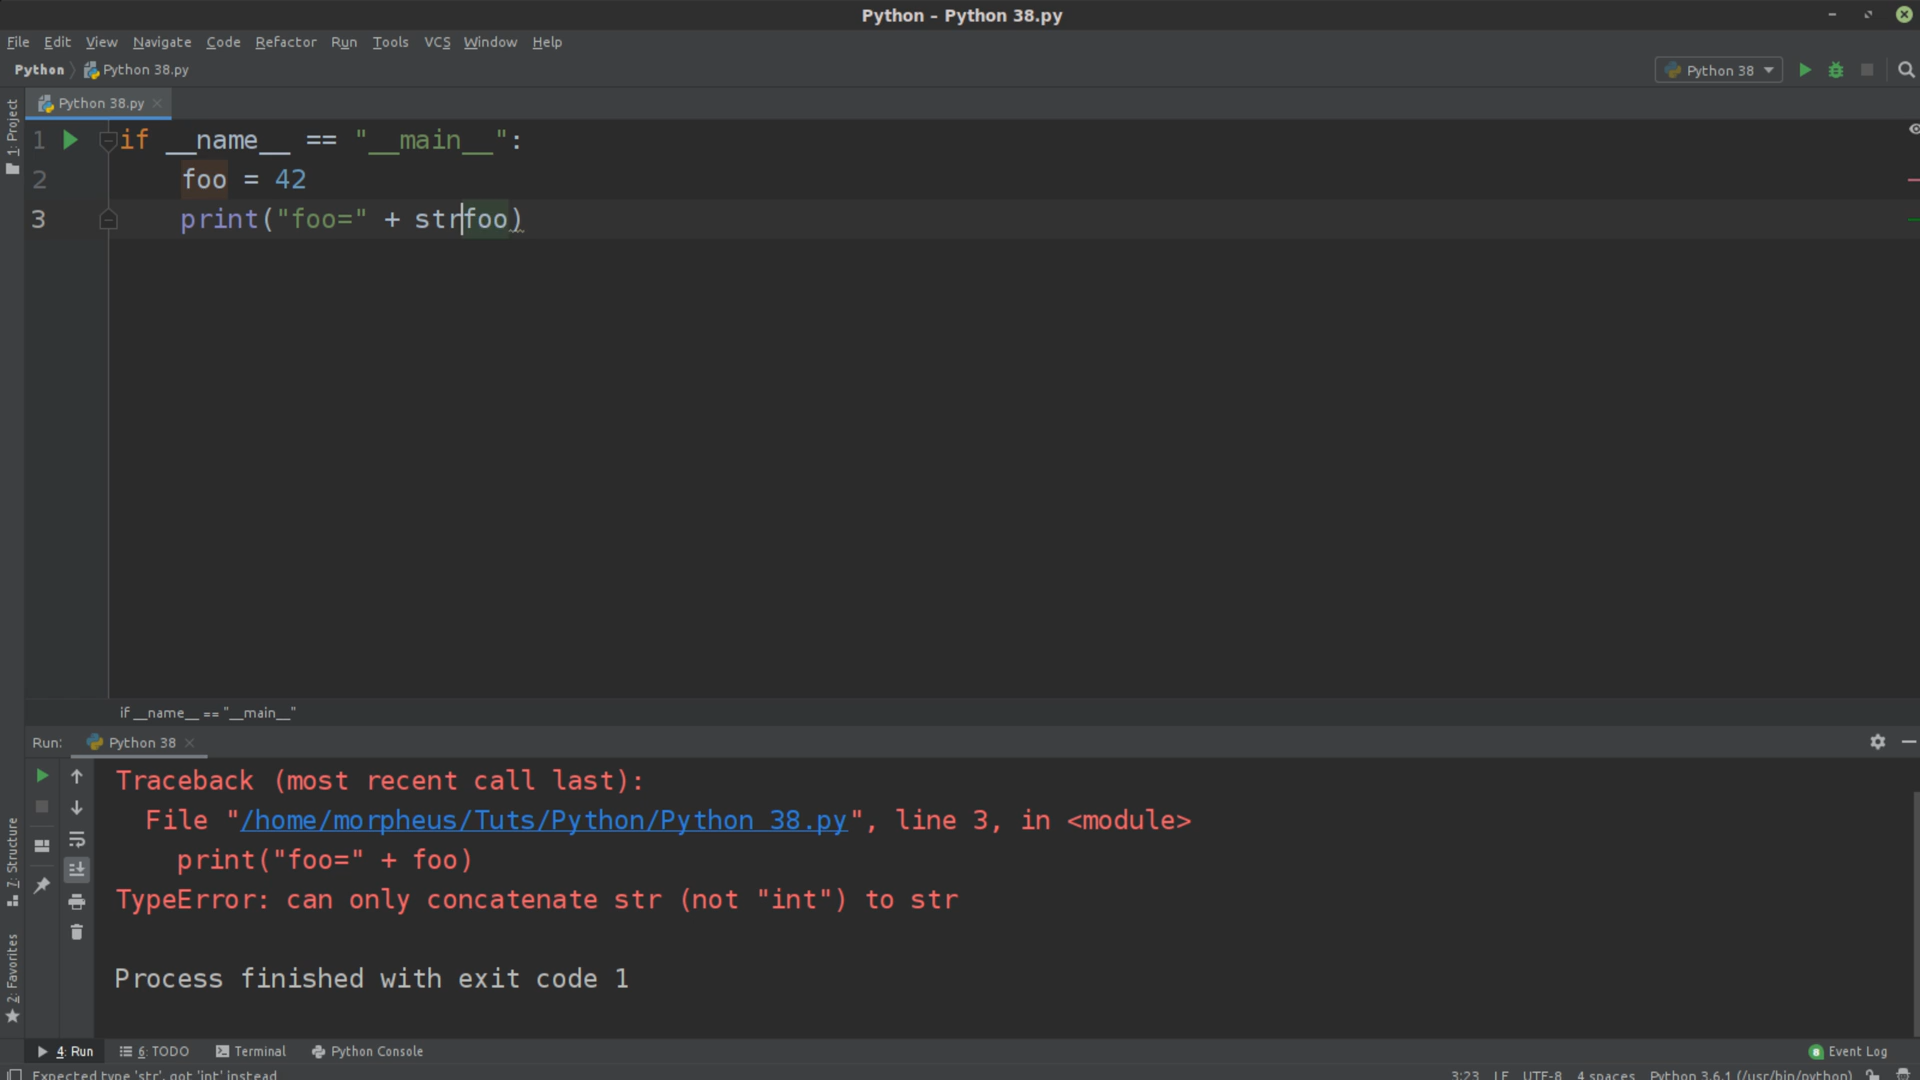 Python - Python 38.py
File Edit View Navigate Code Refactor Run Tools VCS Window Help
Python Python 38.py
Python 38
Python 38.py
1: Project
1 if __name__ == "__main__":
2 foo = 42
3 print("foo=" + strfoo)
if __name__ == "__main__"
Run: Python 38
Traceback (most recent call last):
File "/home/morpheus/Tuts/Python/Python 38.py", line 3, in <module>
print("foo=" + foo)
TypeError: can only concatenate str (not "int") to str
Process finished with exit code 1
7: Structure
2: Favorites
4: Run 6: TODO Terminal Python Console
8 Event Log
Expected type 'str', got 'int' instead
3:23 LF UTF-8 4 spaces Python 3.6.1 (/usr/bin/python)